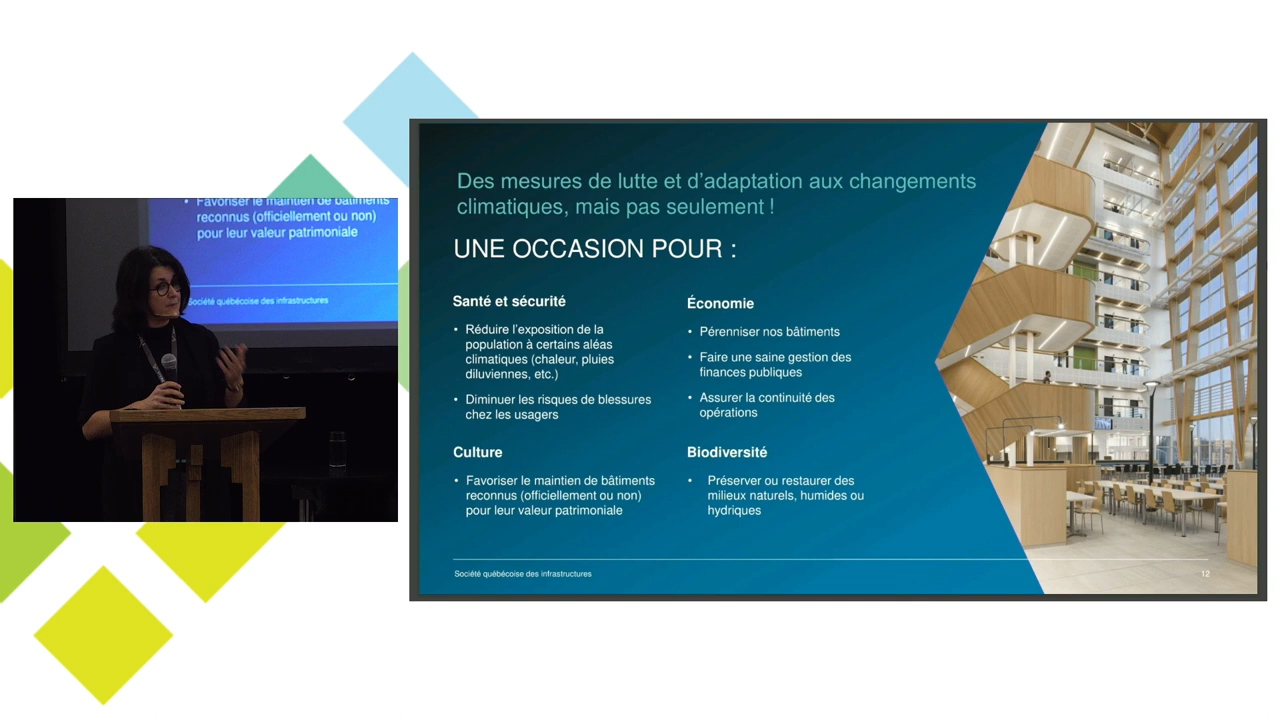 Favoriser le maintien de bâtiments
reconnus (officiellement ou non)
pour leur valeur patrimoniale
Société québécoise des infrastructures
Des mesures de lutte et d'adaptation aux changements
climatiques, mais pas seulement !
UNE OCCASION POUR :
Santé et sécurité
• Réduire l'exposition de la
population à certains aléas
climatiques (chaleur, pluies
diluviennes, etc.)
• Diminuer les risques de blessures
chez les usagers
Culture
• Favoriser le maintien de bâtiments
reconnus (officiellement ou non)
pour leur valeur patrimoniale
Économie
• Pérenniser nos bâtiments
• Faire une saine gestion des
finances publiques
• Assurer la continuité des
opérations
Biodiversité
• Préserver ou restaurer des
milieux naturels, humides ou
hydriques
Société québécoise des infrastructures
12